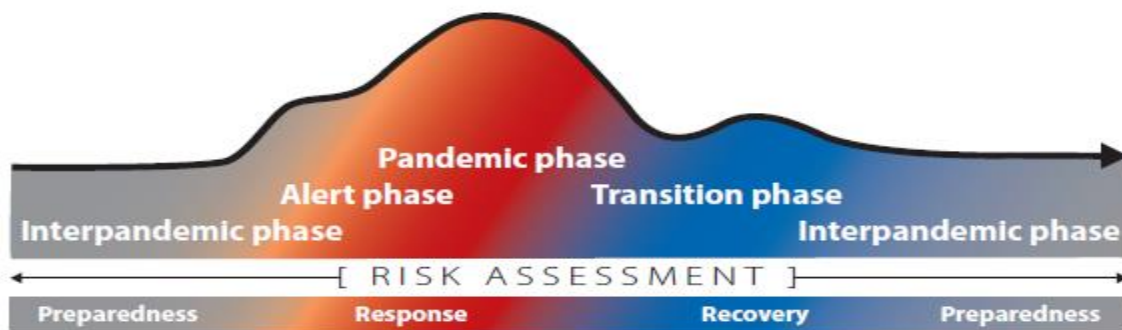 Pandemic phase
Alert phase
Transition phase
Interpandemic phase
Interpandemic phase
[ RISK ASSESSMENT ]
Preparedness
Response
Recovery
Preparedness